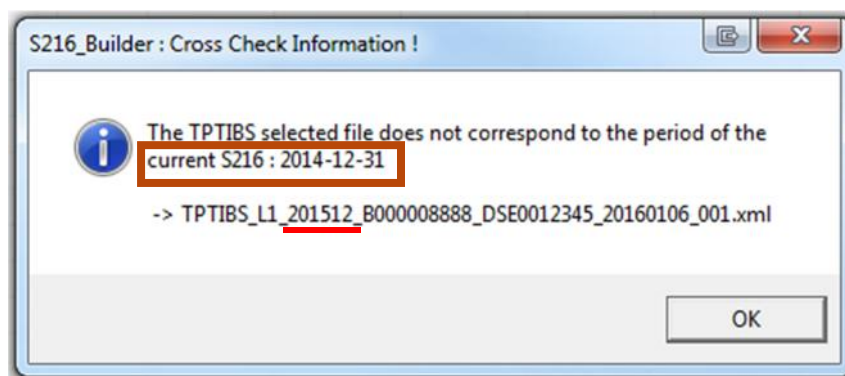 S216_Builder : Cross Check Information !
The TPTIBS selected file does not correspond to the period of the
current S216 : 2014-12-31
-> TPTIBS_L1_201512_B000008888_DSE0012345_20160106_001.xml
OK